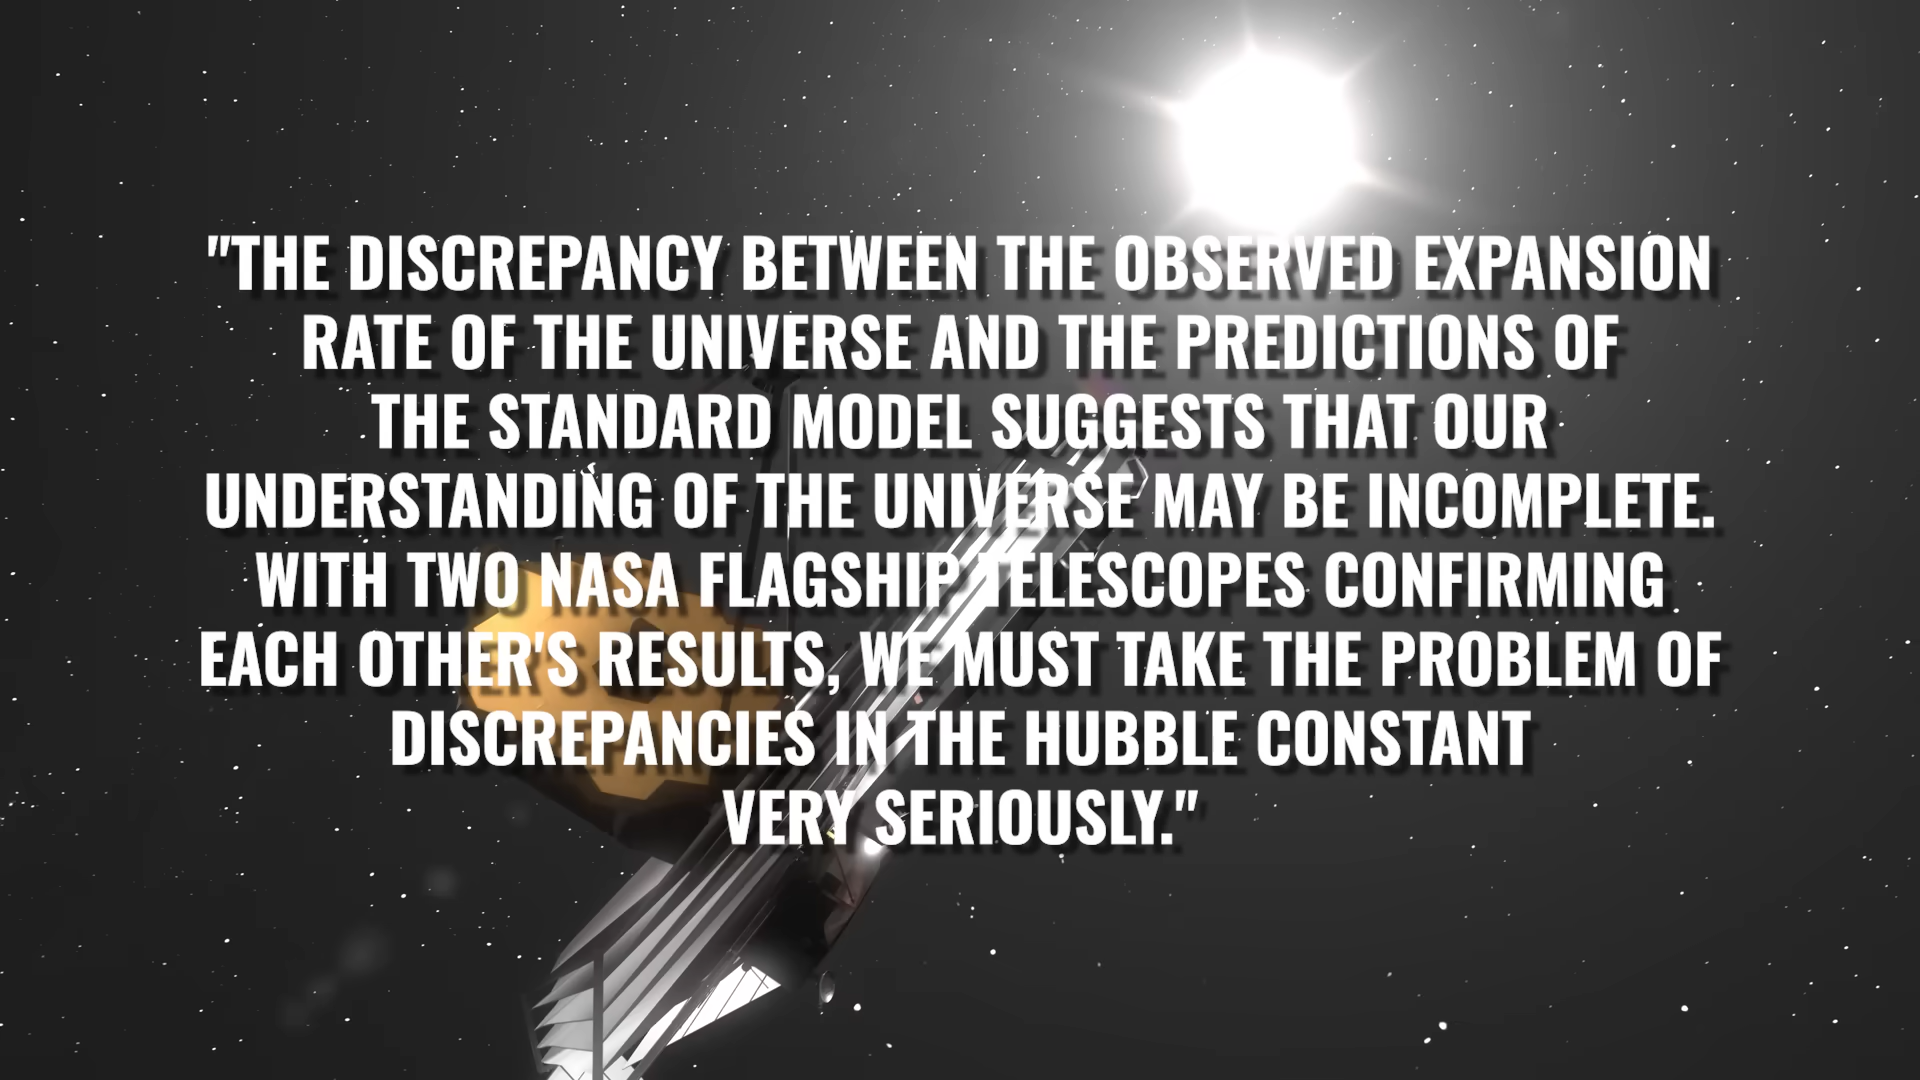 "THE DISCREPANCY BETWEEN THE OBSERVED EXPANSION
RATE OF THE UNIVERSE AND THE PREDICTIONS OF
THE STANDARD MODEL SUGGESTS THAT OUR
UNDERSTANDING OF THE UNIVERSE MAY BE INCOMPLETE.
WITH TWO NASA FLAGSHIP TELESCOPES CONFIRMING
EACH OTHER'S RESULTS, WE MUST TAKE THE PROBLEM OF
DISCREPANCIES IN THE HUBBLE CONSTANT
VERY SERIOUSLY."